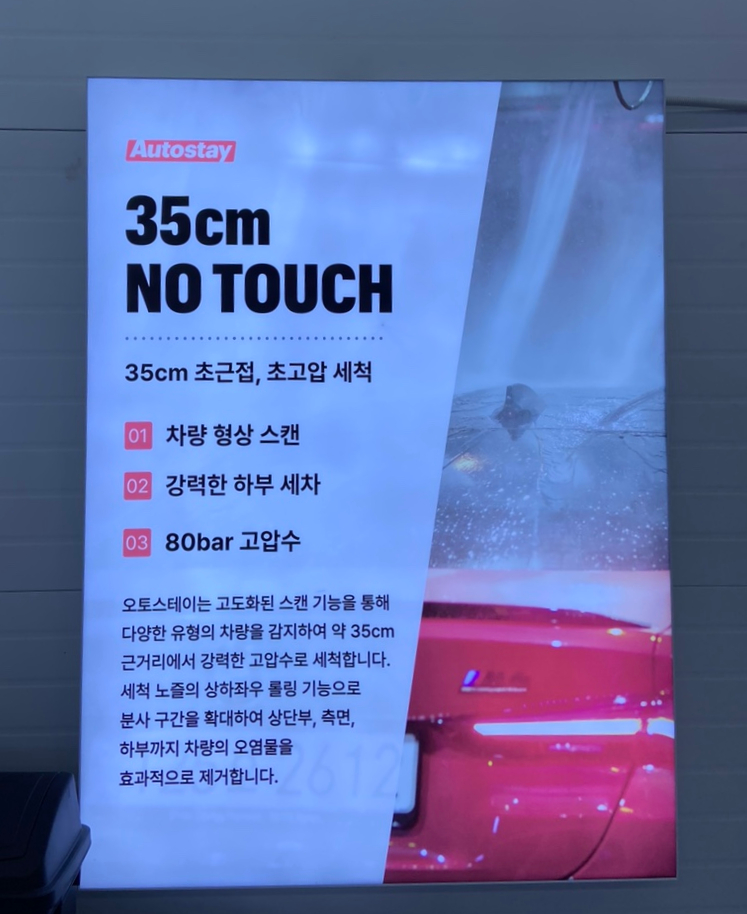 Autostay
35cm
NO TOUCH
35cm 초근접, 초고압 세척
01 차량 형상 스캔
02 강력한 하부 세차
03 80bar 고압수
오토스테이는 고도화된 스캔 기능을 통해
다양한 유형의 차량을 감지하여 약 35cm
근거리에서 강력한 고압수로 세척합니다.
세척 노즐의 상하좌우 롤링 기능으로
분사 구간을 확대하여 상단부, 측면,
하부까지 차량의 오염물을
효과적으로 제거합니다.
2612